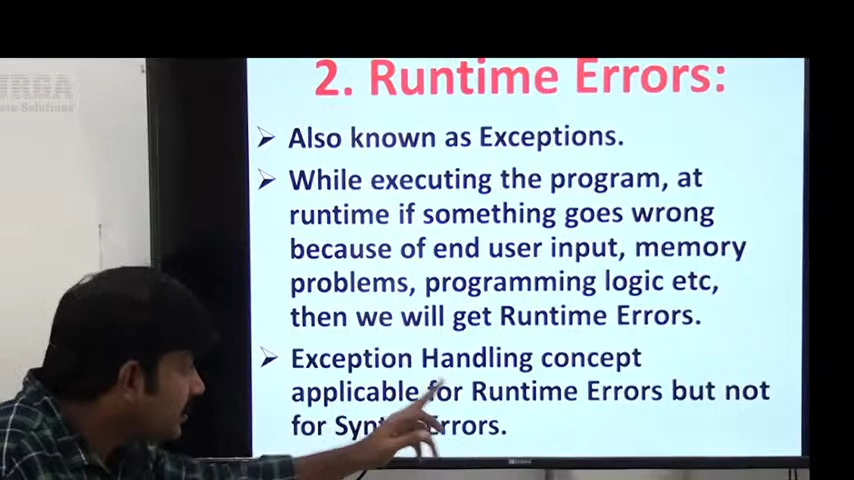 2. Runtime Errors:
Also known as Exceptions.
While executing the program, at
runtime if something goes wrong
because of end user input, memory
problems, programming logic etc,
then we will get Runtime Errors.
Exception Handling concept
applicable for Runtime Errors but not
for Errors.